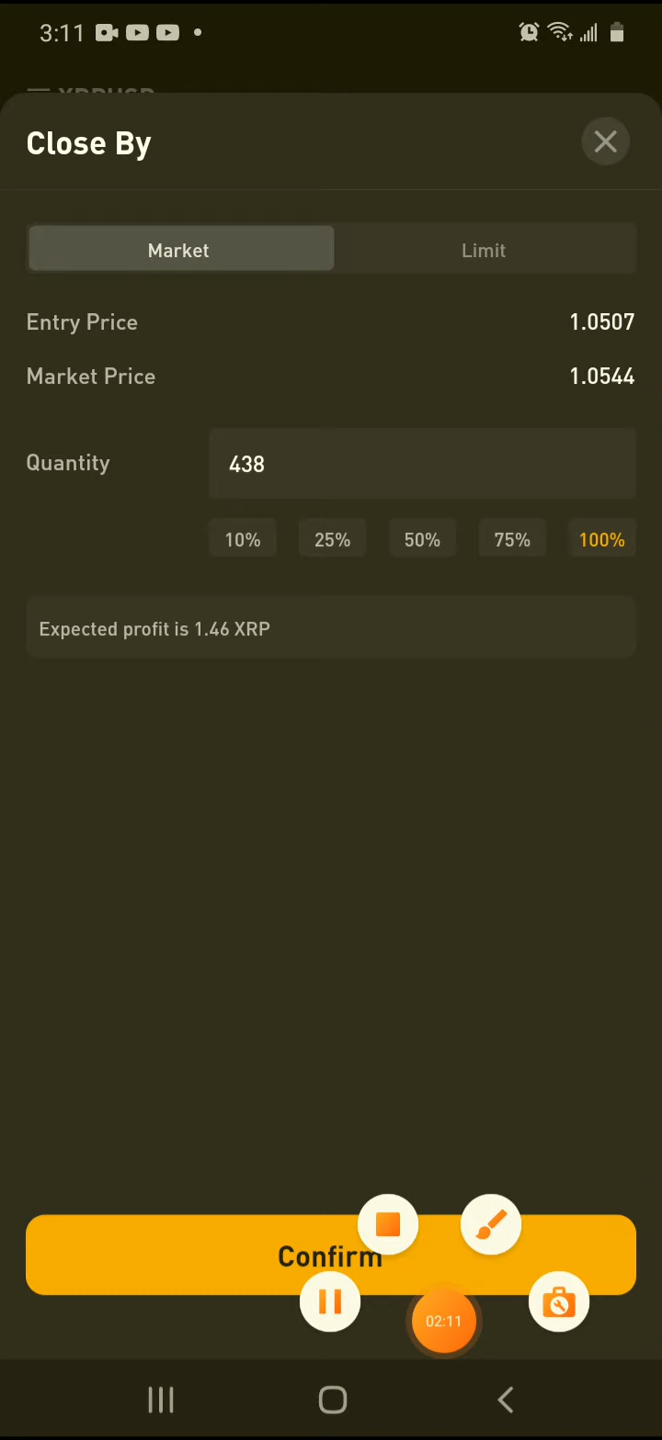 3:11
XRPUSD
Close By
Market
Limit
Entry Price
1.0507
Market Price
1.0544
Quantity
438
10%
25%
50%
75%
100%
Expected profit is 1.46 XRP
Confirm
02:11